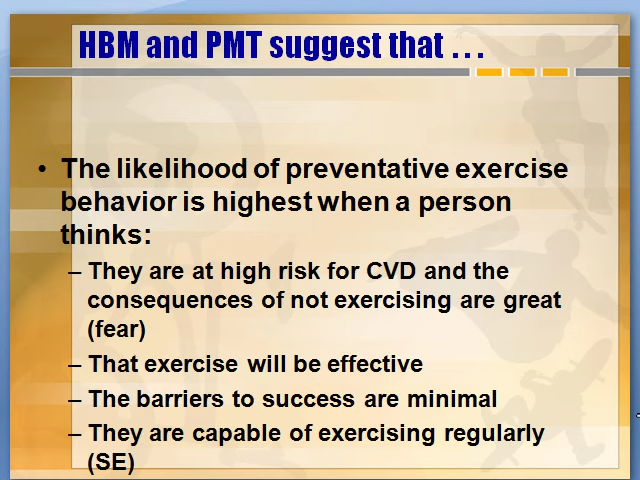 HBM and PMT suggest that . . .
• The likelihood of preventative exercise
behavior is highest when a person
thinks:
– They are at high risk for CVD and the
consequences of not exercising are great
(fear)
– That exercise will be effective
– The barriers to success are minimal
– They are capable of exercising regularly
(SE)